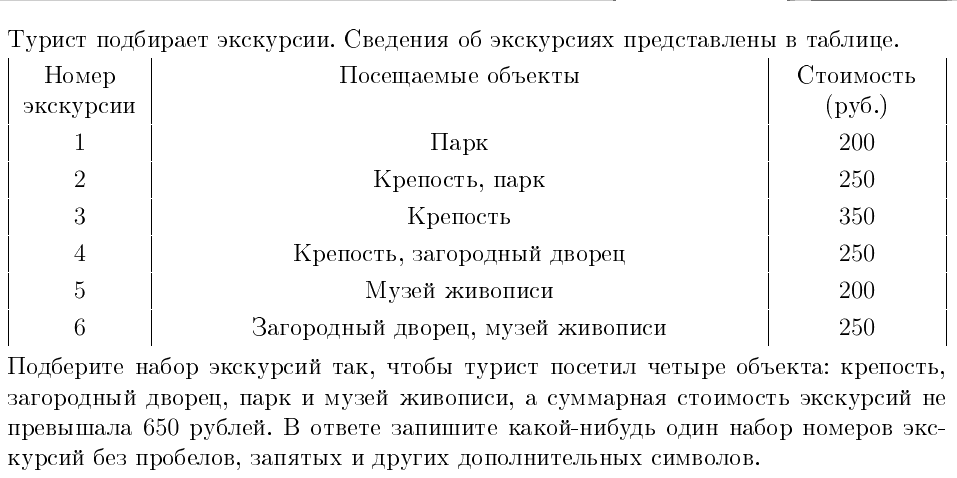 Турист подбирает экскурсии. Сведения об экскурсиях представлены в таблице.
Номер экскурсии Посещаемые объекты Стоимость (руб.)
1 Парк 200
2 Крепость, парк 250
3 Крепость 350
4 Крепость, загородный дворец 250
5 Музей живописи 200
6 Загородный дворец, музей живописи 250
Подберите набор экскурсий так, чтобы турист посетил четыре объекта: крепость,
загородный дворец, парк и музей живописи, а суммарная стоимость экскурсий не
превышала 650 рублей. В ответе запишите какой-нибудь один набор номеров экс-
курсий без пробелов, запятых и других дополнительных символов.